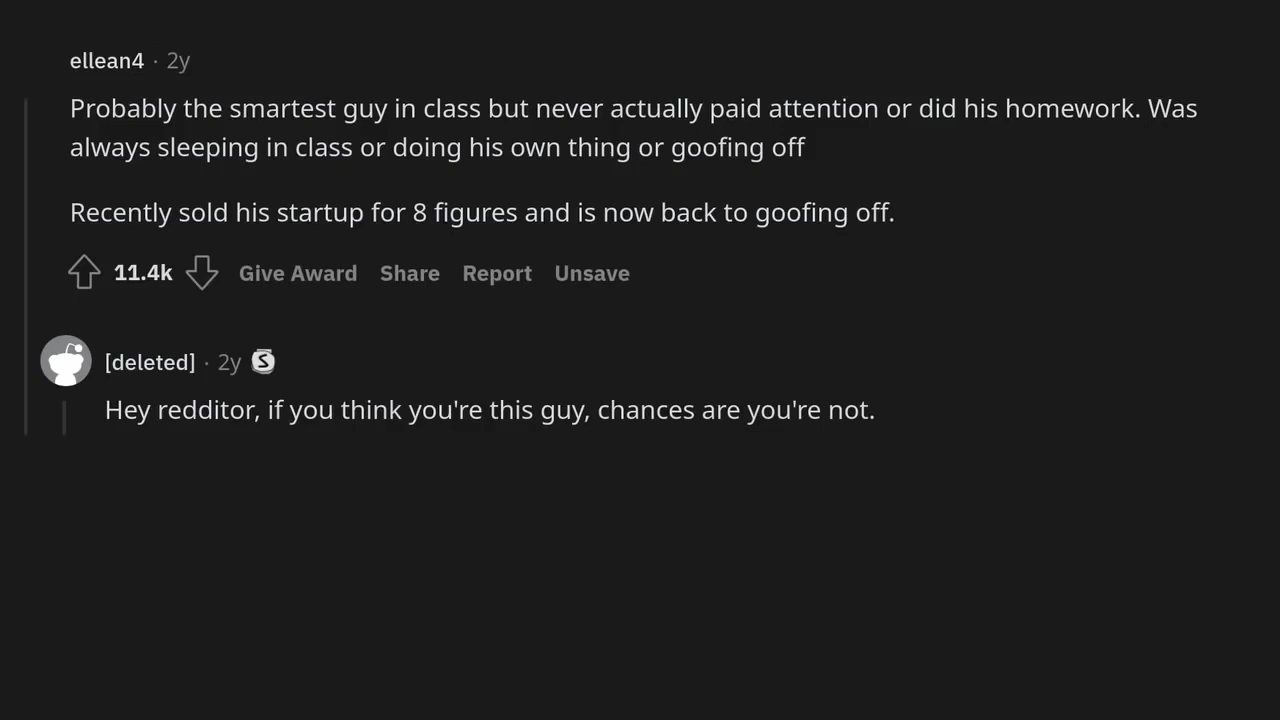 ellean4 · 2y
Probably the smartest guy in class but never actually paid attention or did his homework. Was
always sleeping in class or doing his own thing or goofing off
Recently sold his startup for 8 figures and is now back to goofing off.
11.4k Give Award Share Report Unsave
[deleted] · 2y S
Hey redditor, if you think you're this guy, chances are you're not.